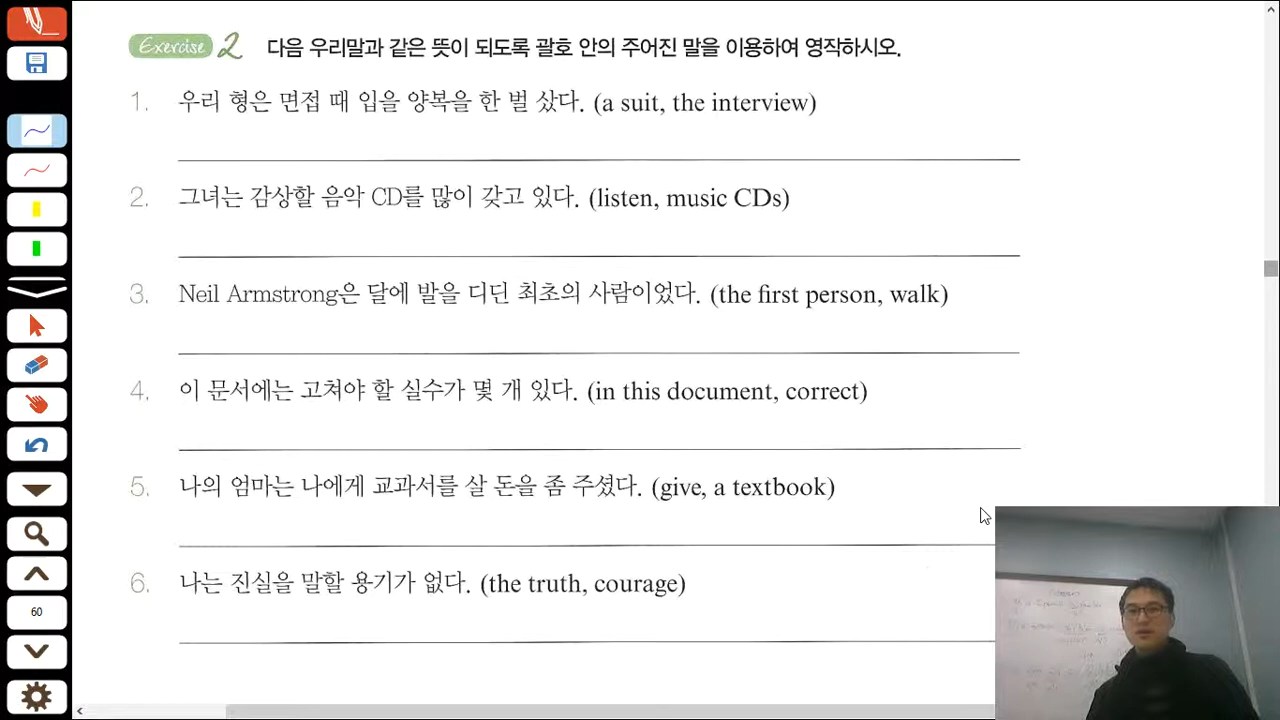 Exercise 2 다음 우리말과 같은 뜻이 되도록 괄호 안의 주어진 말을 이용하여 영작하시오.
1. 우리 형은 면접 때 입을 양복을 한 벌 샀다. (a suit, the interview)
2. 그녀는 감상할 음악 CD를 많이 갖고 있다. (listen, music CDs)
3. Neil Armstrong은 달에 발을 디딘 최초의 사람이었다. (the first person, walk)
4. 이 문서에는 고쳐야 할 실수가 몇 개 있다. (in this document, correct)
5. 나의 엄마는 나에게 교과서를 살 돈을 좀 주셨다. (give, a textbook)
6. 나는 진실을 말할 용기가 없다. (the truth, courage)
60